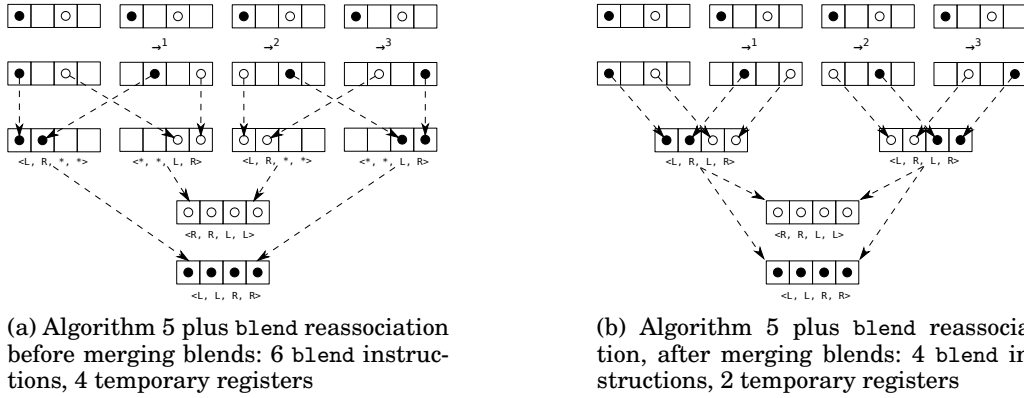 →1 →2 →3
<L, R, *, *> <*, *, L, R> <L, R, *, *> <*, *, L, R>
<R, R, L, L>
<L, L, R, R>
(a) Algorithm 5 plus blend reassociation
before merging blends: 6 blend instruc-
tions, 4 temporary registers
→1 →2 →3
<L, R, L, R> <L, R, L, R>
<R, R, L, L>
<L, L, R, R>
(b) Algorithm 5 plus blend reassocia
tion, after merging blends: 4 blend in
structions, 2 temporary registers